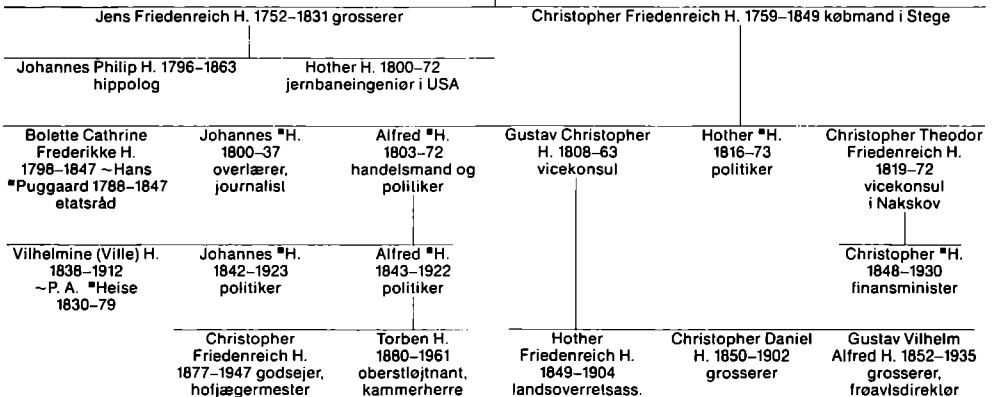 Jens Friedenreich H. 1752–1831 grosserer
Christopher Friedenreich H. 1759–1849 købmand i Stege
Johannes Philip H. 1796–1863
hippolog
Hother H. 1800–72
jernbaneingeniør i USA
Bolette Cathrine
Frederikke H.
1798–1847 ~Hans
▪Puggaard 1788–1847
etatsråd
Johannes ▪H.
1800–37
overlærer,
journalist
Alfred ▪H.
1803–72
handelsmand og
politiker
Gustav Christopher
H. 1808–63
vicekonsul
Hother ▪H.
1816–73
politiker
Christopher Theodor
Friedenreich H.
1819–72
vicekonsul
i Nakskov
Vilhelmine (Ville) H.
1838–1912
~P. A. ▪Heise
1830–79
Johannes ▪H.
1842–1923
politiker
Alfred ▪H.
1843–1922
politiker
Christopher ▪H.
1848–1930
finansminister
Christopher
Friedenreich H.
1877–1947 godsejer,
hofjægermester
Torben H.
1880–1961
oberstløjtnant,
kammerherre
Hother
Friedenreich H.
1849–1904
landsoverretsass.
Christopher Daniel
H. 1850–1902
grosserer
Gustav Vilhelm
Alfred H. 1852–1935
grosserer,
frøavlsdirektør